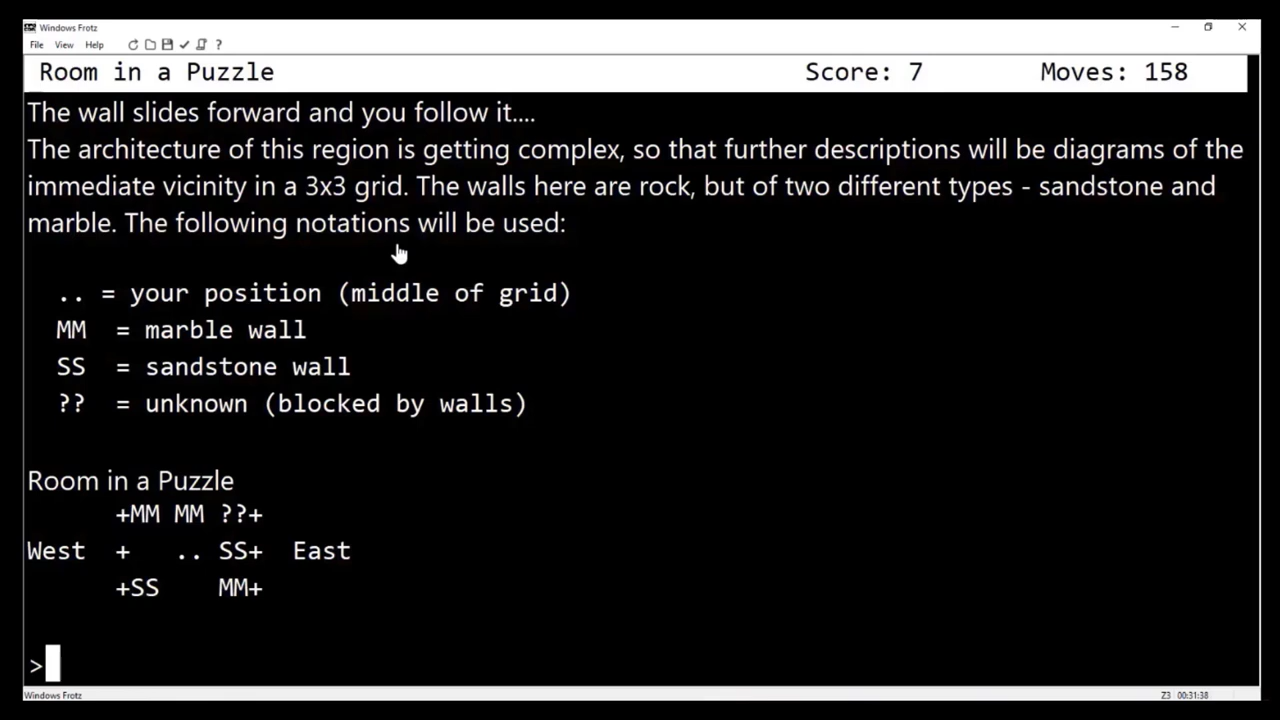 Windows Frotz
File View Help
Room in a Puzzle Score: 7 Moves: 158
The wall slides forward and you follow it....
The architecture of this region is getting complex, so that further descriptions will be diagrams of the
immediate vicinity in a 3x3 grid. The walls here are rock, but of two different types - sandstone and
marble. The following notations will be used:
.. = your position (middle of grid)
MM = marble wall
SS = sandstone wall
?? = unknown (blocked by walls)
Room in a Puzzle
+MM MM ??+
West + .. SS+ East
+SS MM+
>
Windows Frotz Z3 00:31:38